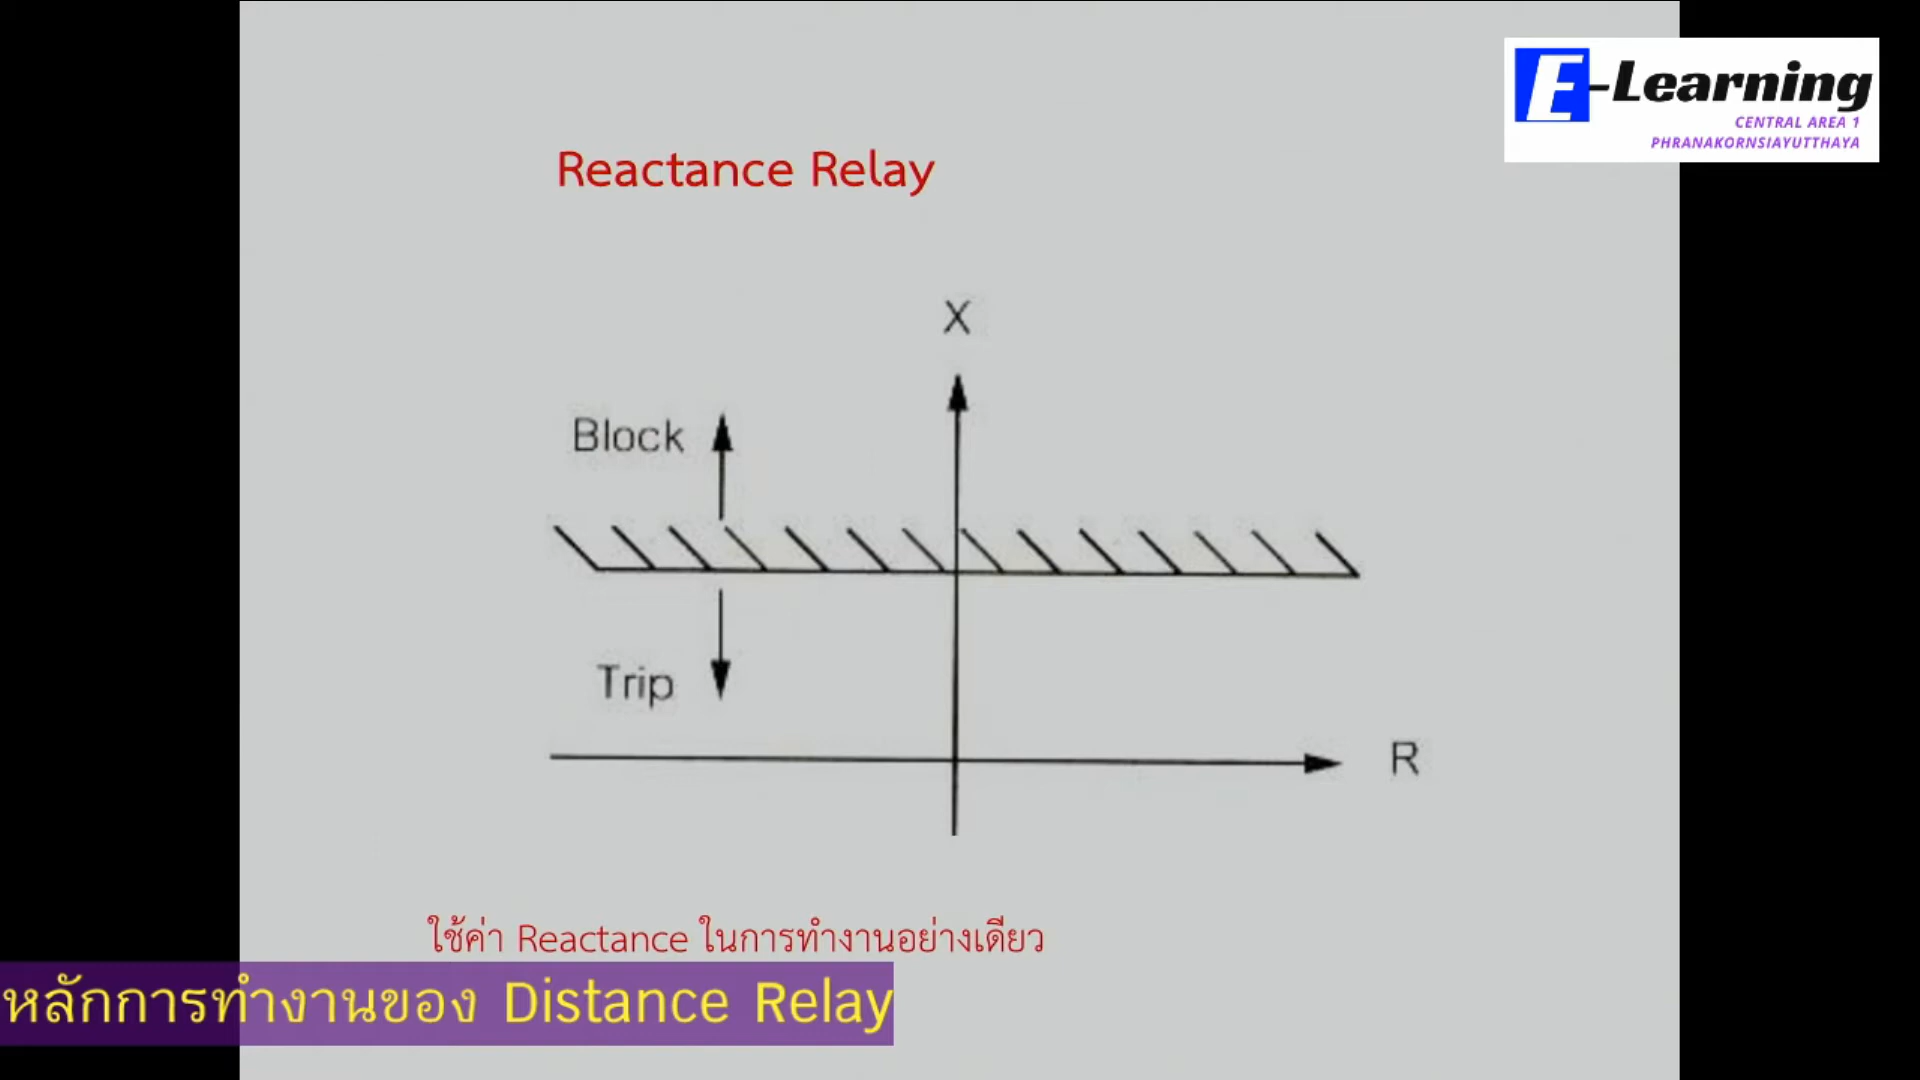 E-Learning
CENTRAL AREA 1
PHRANAKORNSIAYUTTHAYA
Reactance Relay
X
Block
Trip
R
ใช้ค่า Reactance ในการทำงานอย่างเดียว
หลักการทำงานของ Distance Relay